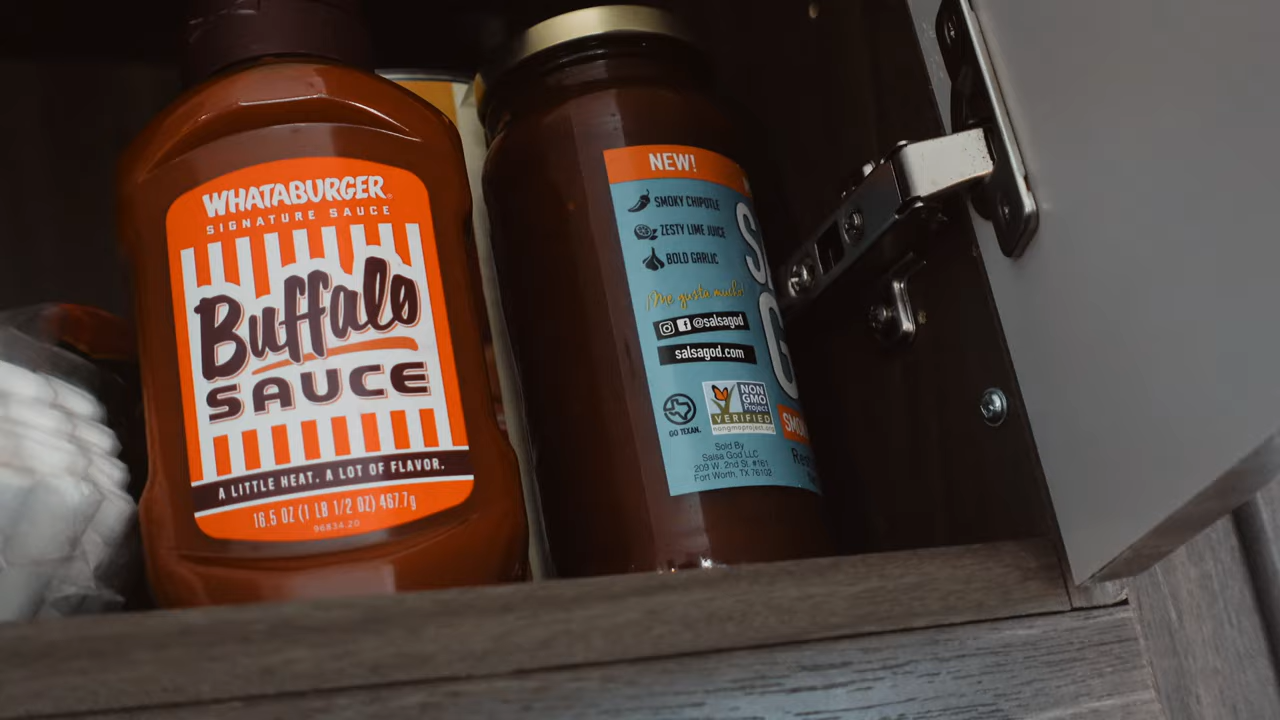 WHATABURGER
SIGNATURE SAUCE
Buffalo
SAUCE
A LITTLE HEAT. A LOT OF FLAVOR.
16.5 OZ (1 LB 1/2 OZ) 467.7g
96834.20
NEW!
SMOKY CHIPOTLE
ZESTY LIME JUICE
BOLD GARLIC
¡Me gusta mucho!
@salsagod
salsagod.com
GO TEXAN.
NON
GMO
Project
VERIFIED
nongmoproject.org
Sold By
Salsa God LLC
209 W. 2nd St. #161
Fort Worth, TX 76102